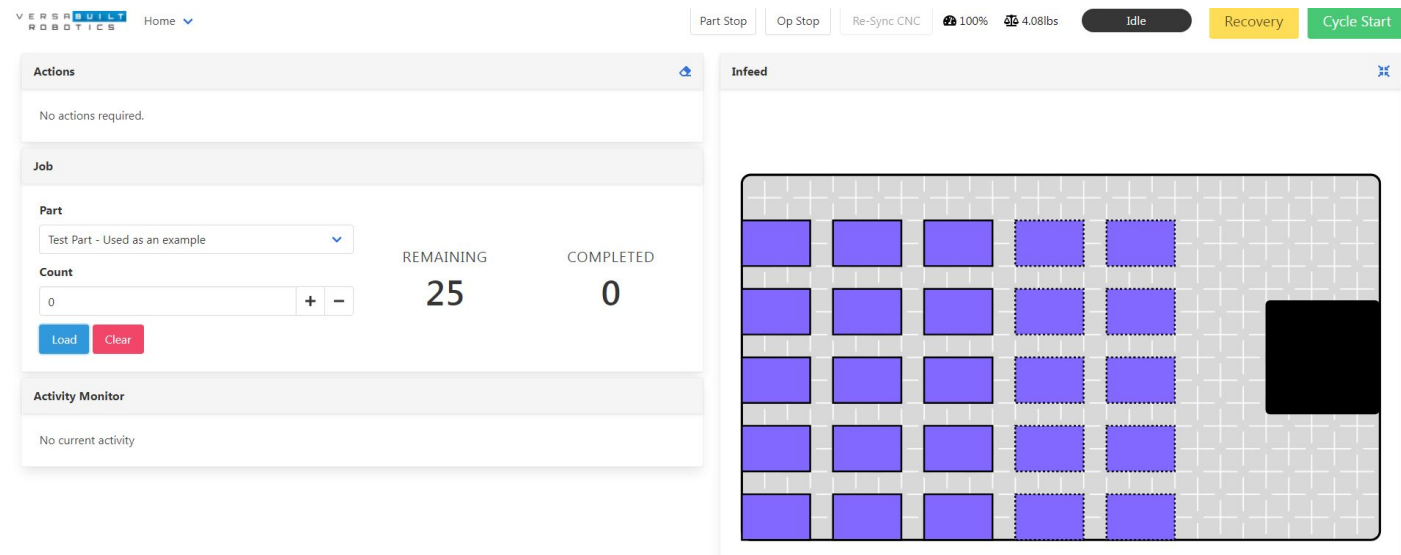 VERSABUILT
ROBOTICS
Home
Part Stop
Op Stop
Re-Sync CNC
100%
4.08lbs
Idle
Recovery
Cycle Start
Actions
No actions required.
Job
Part
Test Part - Used as an example
Count
0
+ −
Load
Clear
REMAINING
25
COMPLETED
0
Activity Monitor
No current activity
Infeed